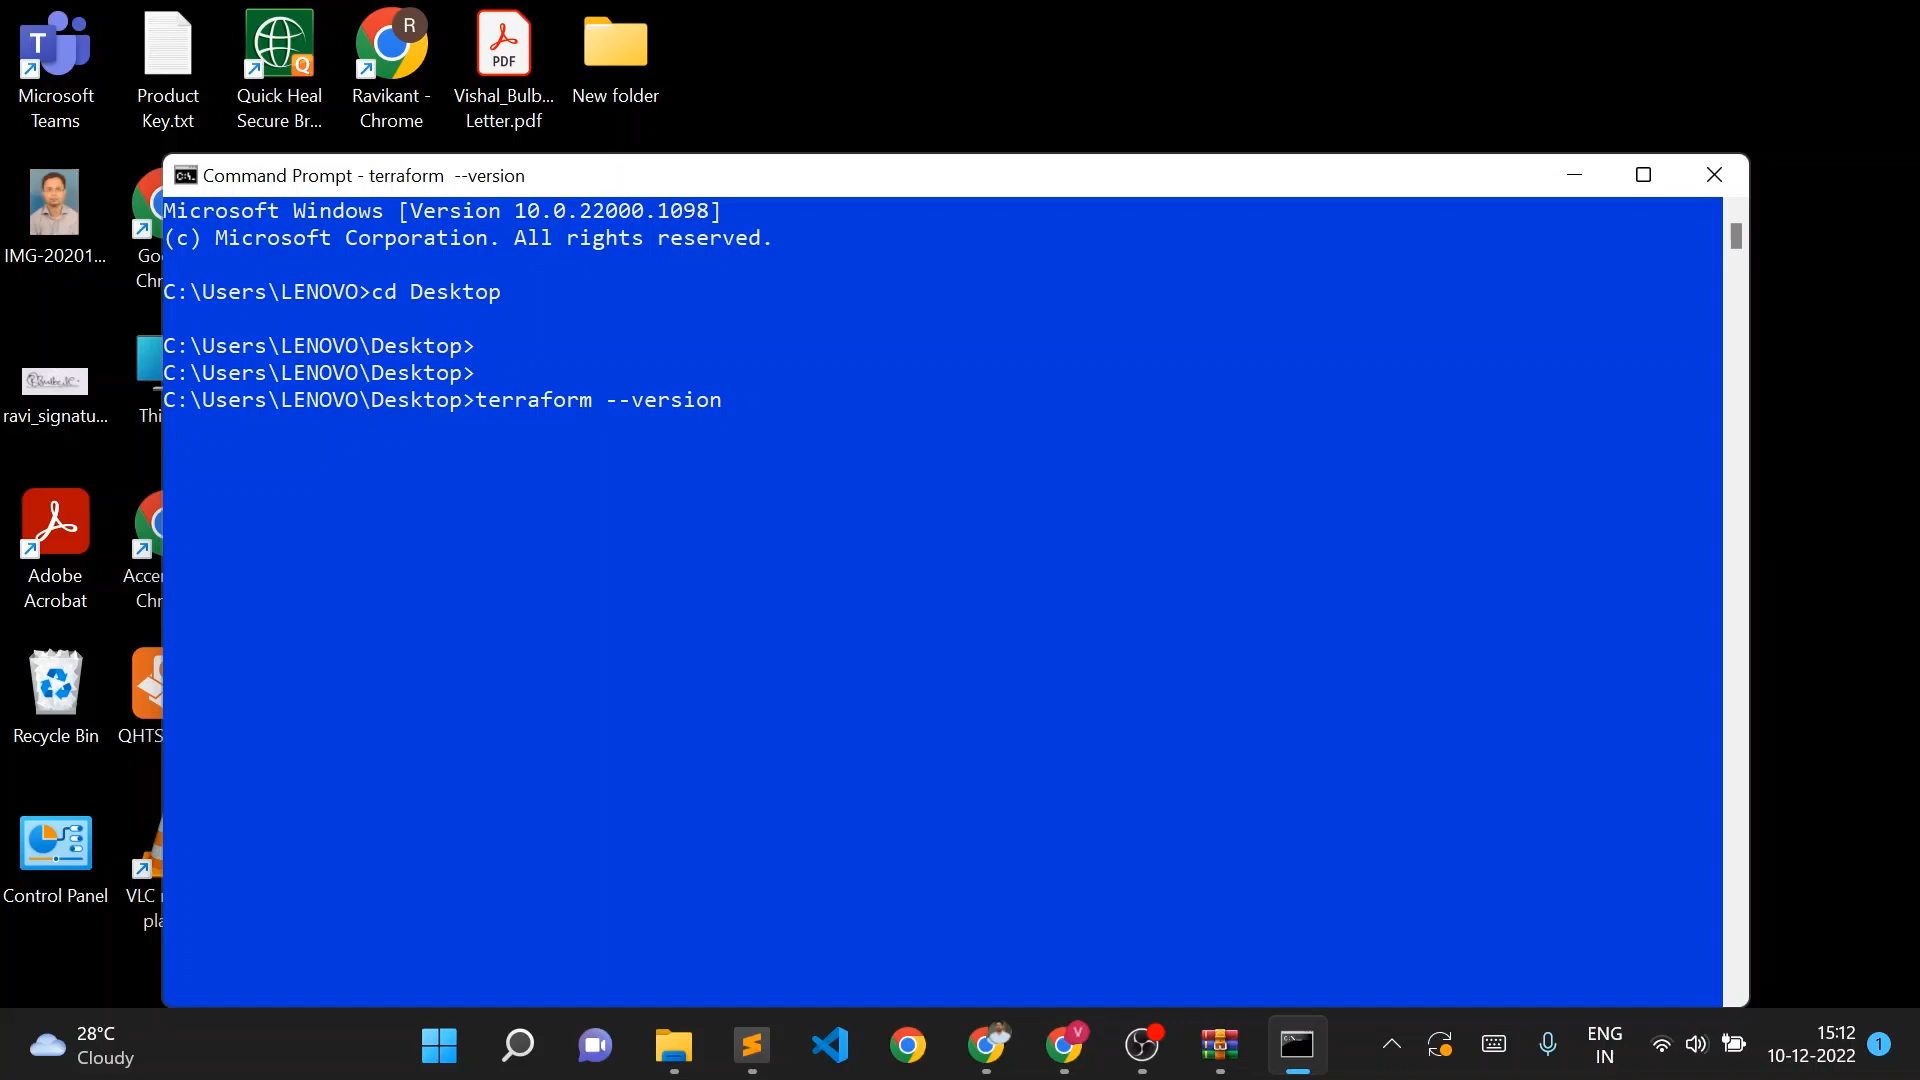 Microsoft
Teams
Product
Key.txt
Quick Heal
Secure Br...
R
Ravikant -
Chrome
PDF
Vishal_Bulb...
Letter.pdf
New folder
IMG-20201...
ravi_signatu...
Adobe
Acrobat
Recycle Bin
QHTS
Control Panel
VLC
Command Prompt - terraform  --version
Microsoft Windows [Version 10.0.22000.1098]
(c) Microsoft Corporation. All rights reserved.
C:\Users\LENOVO>cd Desktop
C:\Users\LENOVO\Desktop>
C:\Users\LENOVO\Desktop>
C:\Users\LENOVO\Desktop>terraform --version
28°C
Cloudy
V
ENG
IN
15:12
10-12-2022
1